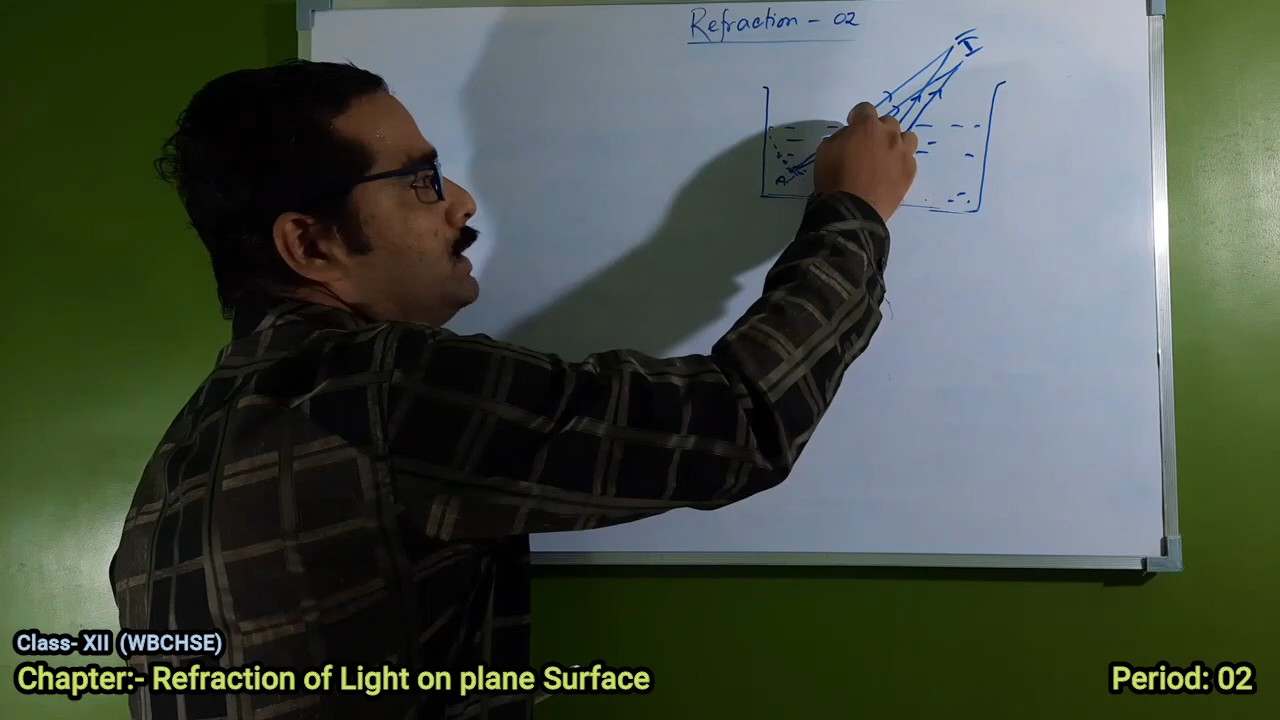 Refraction - 02
I
Class- XII (WBCHSE)
Chapter:- Refraction of Light on plane Surface
Period: 02